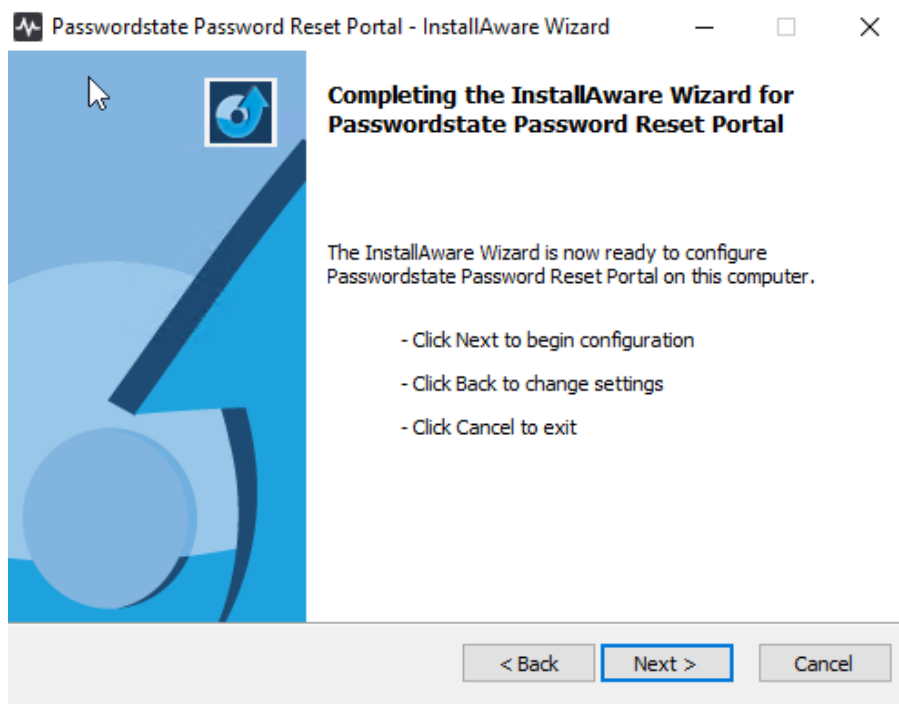 Passwordstate Password Reset Portal - InstallAware Wizard
Completing the InstallAware Wizard for
Passwordstate Password Reset Portal
The InstallAware Wizard is now ready to configure
Passwordstate Password Reset Portal on this computer.
- Click Next to begin configuration
- Click Back to change settings
- Click Cancel to exit
< Back Next > Cancel